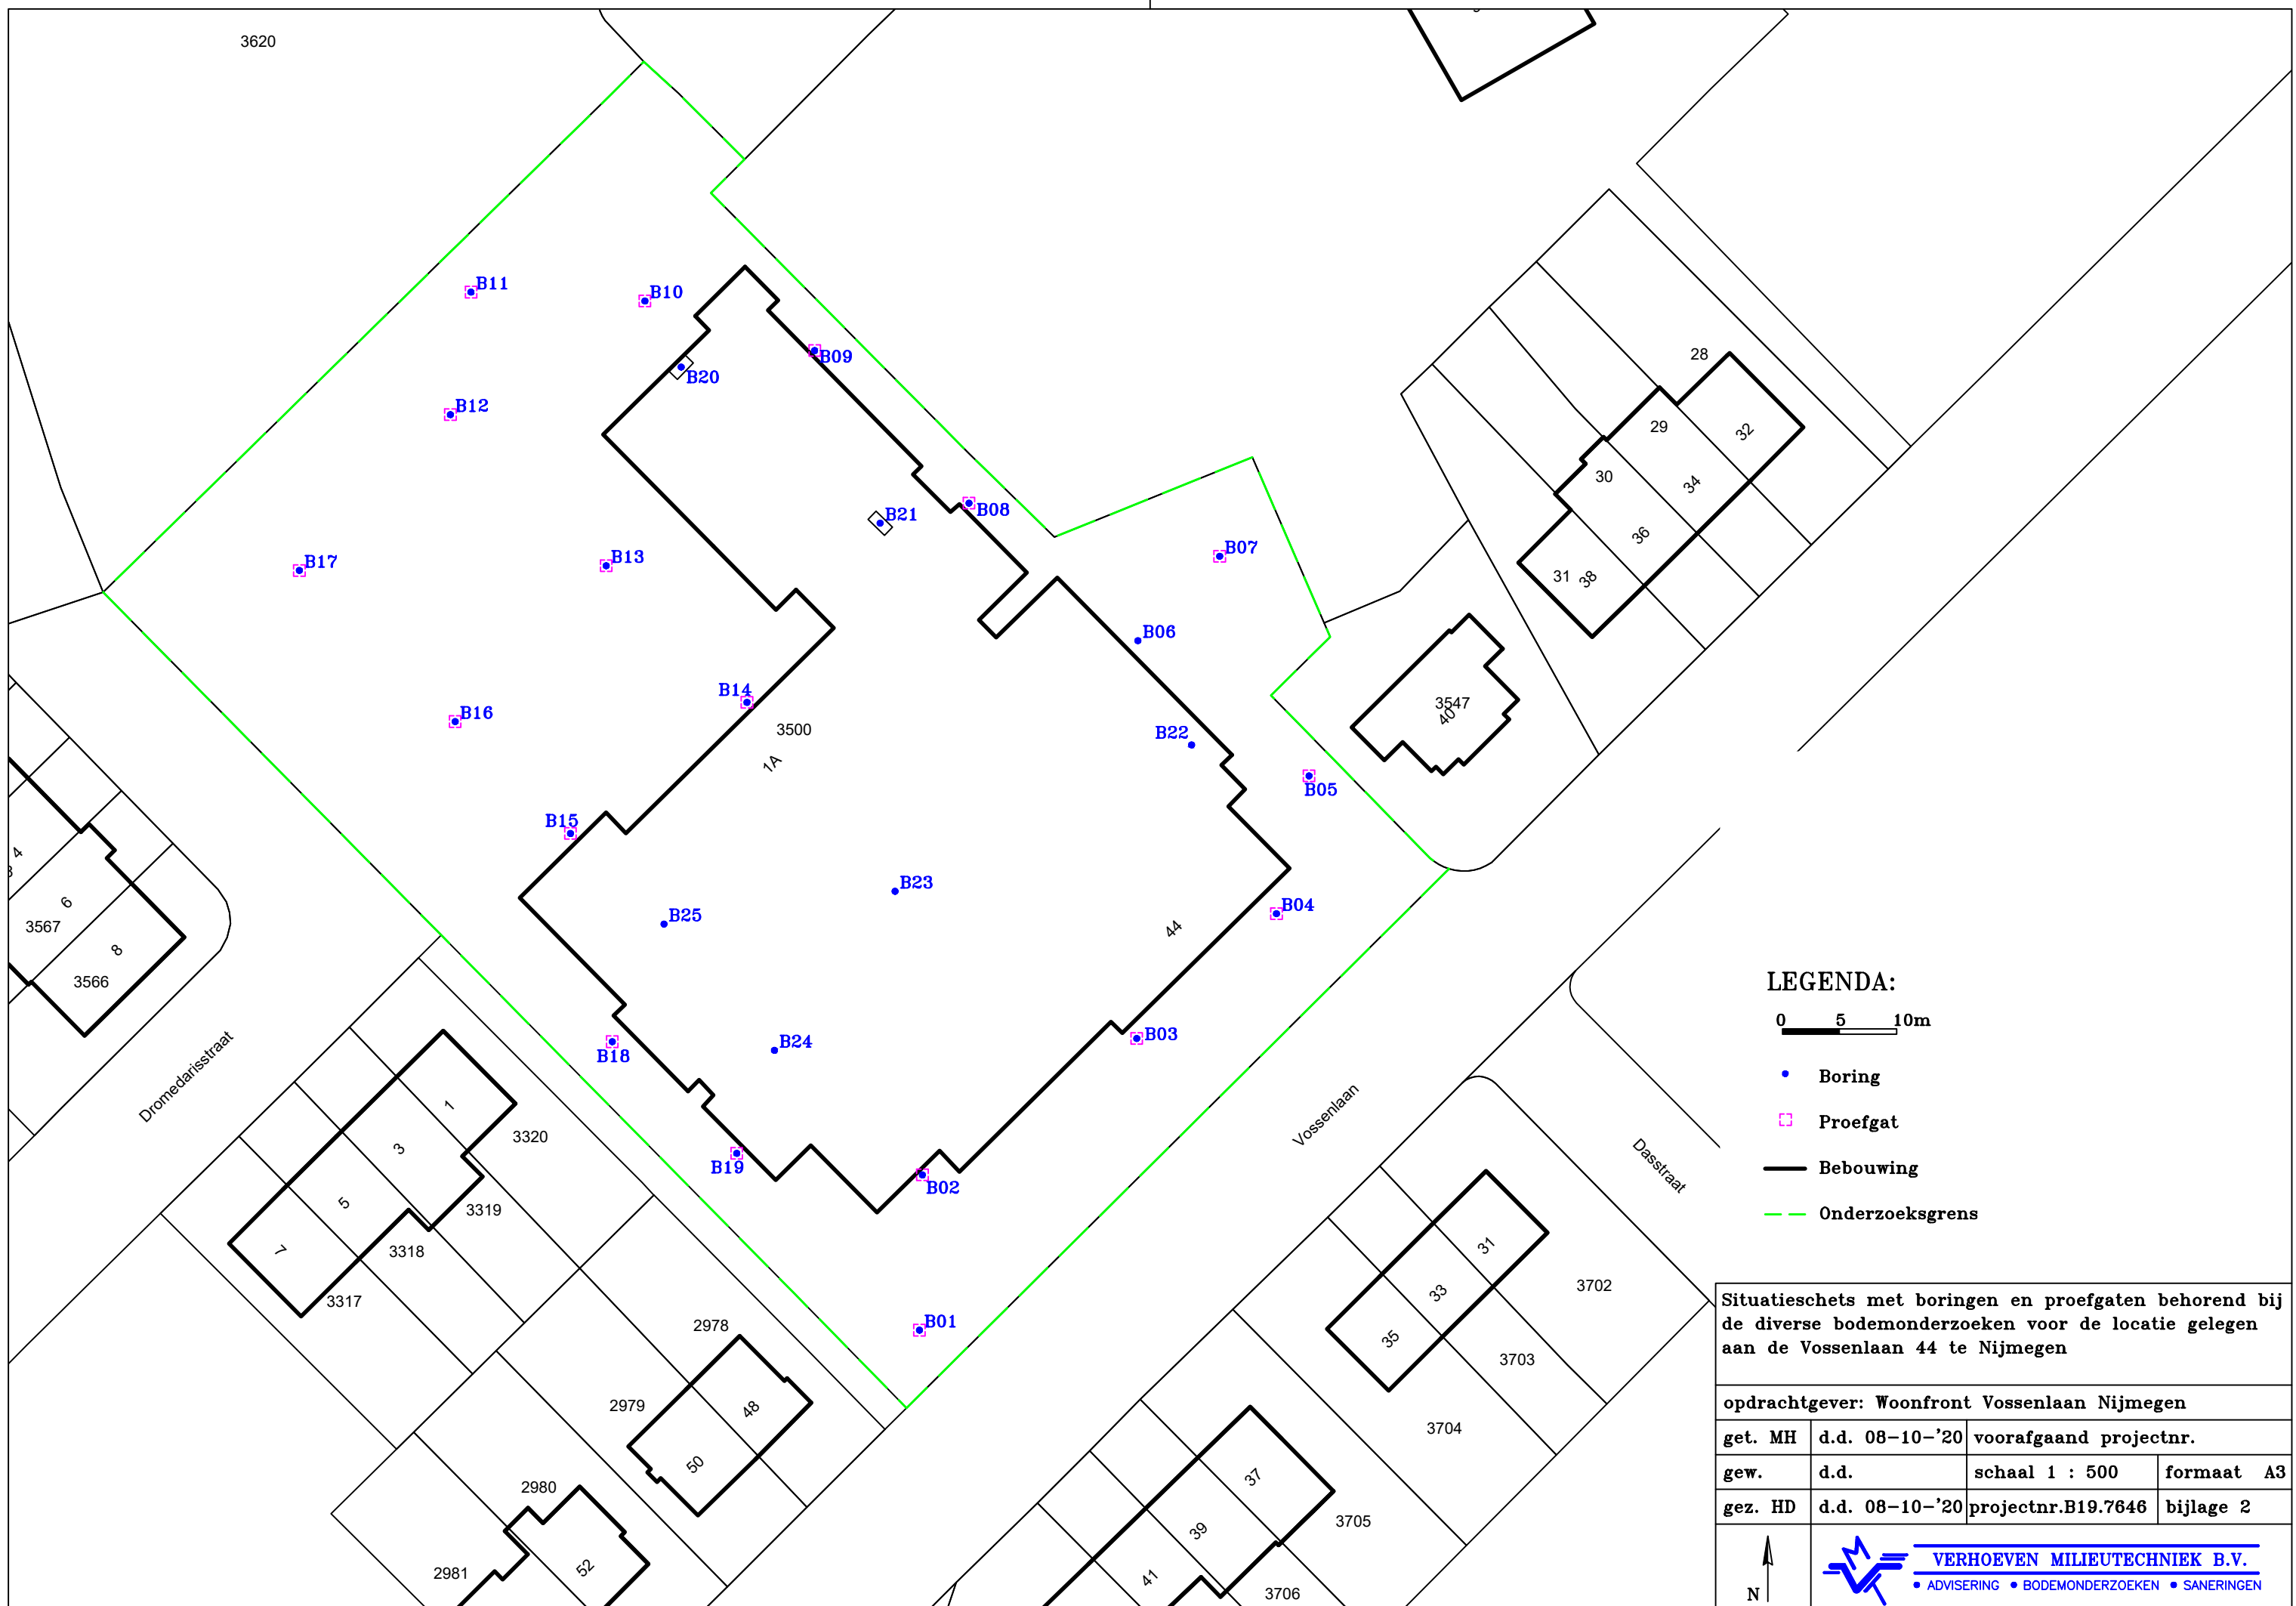 3620
B11
B10
B09
B20
B12
28
29
32
30
34
B08
B21
36
B07
B17
B13
31
38
B06
3547
40
B14
B16
3500
B22
1A
B05
B15
4
6
B23
3567
B25
B04
8
44
3566
LEGENDA:
0 5 10m
B18
B24
B03
Boring
Dromedarisstraat
1
Vossenlaan
Proefgat
3320
3
Dasstraat
B19
Bebouwing
B02
5
3319
Onderzoeksgrens
7
3318
31
3702
3317
33
B01
2978
35
3703
2979
48
3704
50
37
2980
39
3705
2981
52
41
3706
Situatieschets met boringen en proefgaten behorend bij
de diverse bodemonderzoeken voor de locatie gelegen
aan de Vossenlaan 44 te Nijmegen
opdrachtgever: Woonfront Vossenlaan Nijmegen
get. MH d.d. 08-10-'20 voorafgaand projectnr.
gew. d.d. schaal 1 : 500 formaat A3
gez. HD d.d. 08-10-'20 projectnr.B19.7646 bijlage 2
N
VERHOEVEN MILIEUTECHNIEK B.V.
• ADVISERING • BODEMONDERZOEKEN • SANERINGEN